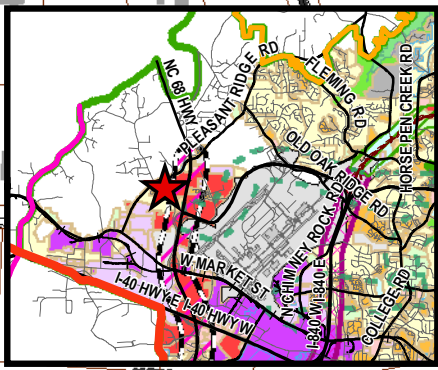 NC 68 HWY
PLEASANT RIDGE RD
FLEMING RD
HORSE PEN CREEK RD
OLD OAK RIDGE RD
W MARKET ST
N CHIMNEY ROCK RD
I-840 W
I-840 E
COLLEGE RD
I-40 HWY E
I-40 HWY W